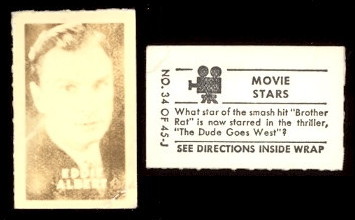 EDDIE
ALBERT
NO. 34 OF 45-J
MOVIE
STARS
What star of the smash hit "Brother
Rat" is now starred in the thriller,
"The Dude Goes West"?
SEE DIRECTIONS INSIDE WRAP